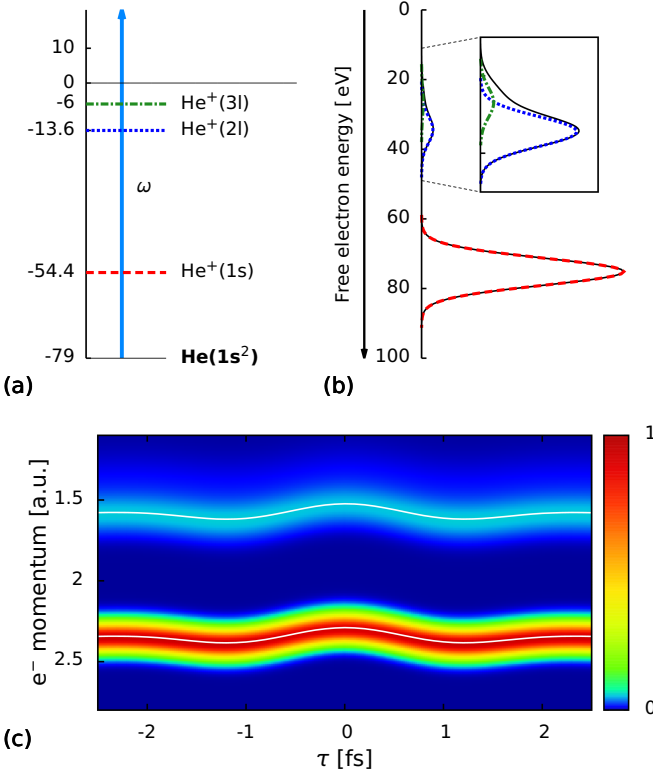 10
0
-6
He⁺(3l)
-13.6
He⁺(2l)
ω
-54.4
He⁺(1s)
-79
He(1s²)
(a)
0
20
40
60
80
100
Free electron energy [ eV]
(b)
1.5
2
2.5
e⁻ momentum [a.u.]
-2
-1
0
1
2
τ [fs]
1
0
(c)